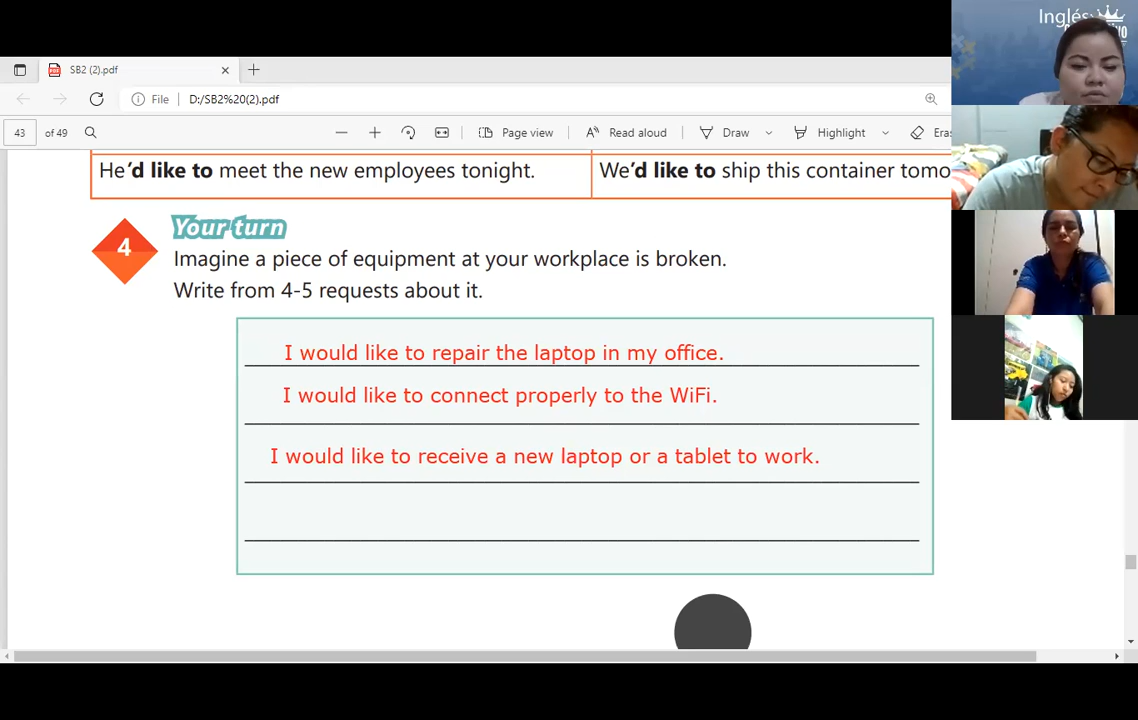 Inglés
SB2 (2).pdf
File D:/SB2%20(2).pdf
43 of 49 Page view Read aloud Draw Highlight
He'd like to meet the new employees tonight. We'd like to ship this container tomo
4 Your turn
Imagine a piece of equipment at your workplace is broken.
Write from 4-5 requests about it.
I would like to repair the laptop in my office.
I would like to connect properly to the WiFi.
I would like to receive a new laptop or a tablet to work.